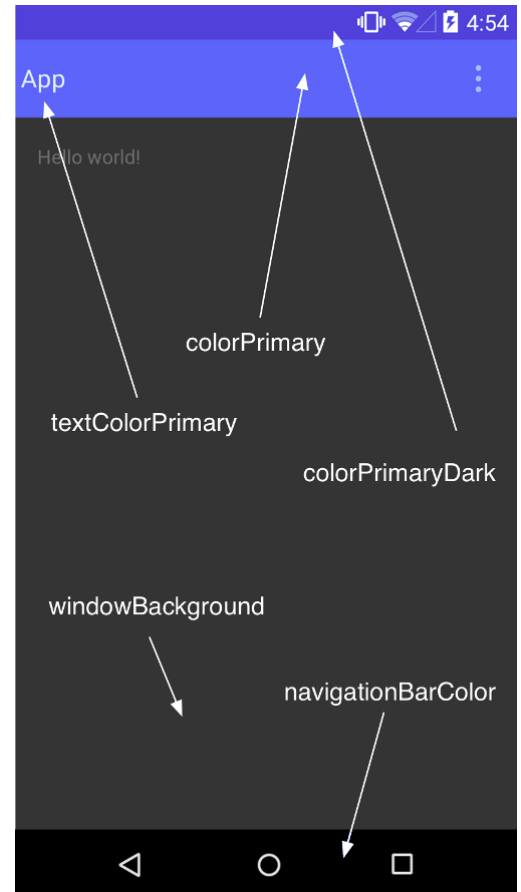 4:54
App
Hello world!
colorPrimary
textColorPrimary
colorPrimaryDark
windowBackground
navigationBarColor